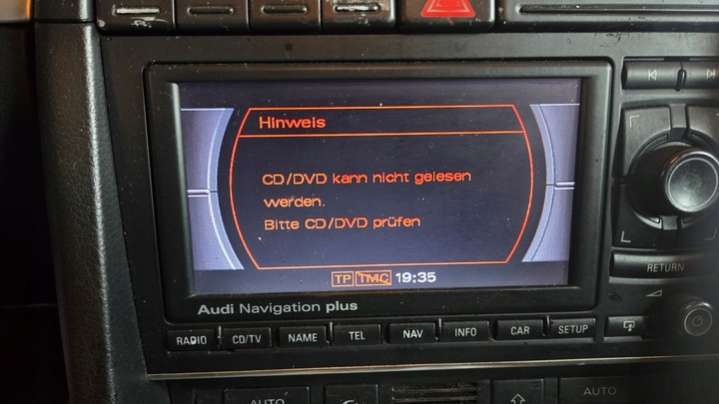 Hinweis
CD/DVD kann nicht gelesen
werden.
Bitte CD/DVD prüfen
TP TMC 19:35
Audi Navigation plus
RADIO CD/TV NAME TEL NAV INFO CAR SETUP
RETURN
AUTO AUTO